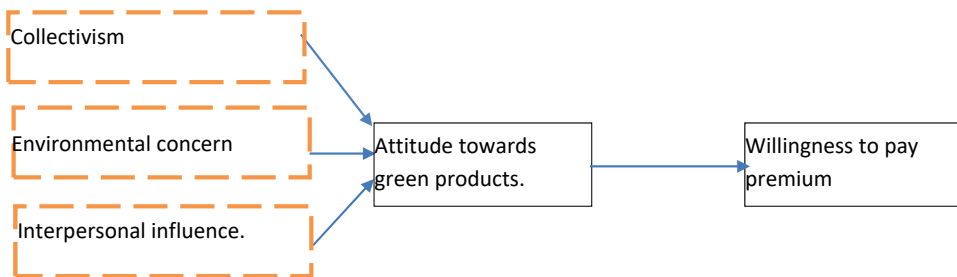 Collectivism
Environmental concern
Interpersonal influence.
Attitude towards
green products.
Willingness to pay
premium